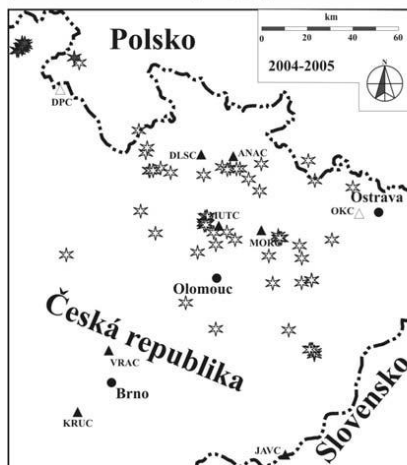 Polsko
km
0 20 40 60
2004-2005
N
DPC
DLSC
ANAC
OKC
Ostrava
MUTC
MORC
Olomouc
Česká republika
VRAC
Brno
KRUC
JAVC
Slovensko